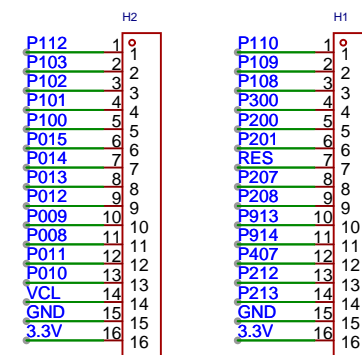 H2
P112 1 1
P103 2 2
P102 3 3
P101 4 4
P100 5 5
P015 6 6
P014 7 7
P013 8 8
P012 9 9
P009 10 10
P008 11 11
P011 12 12
P010 13 13
VCL 14 14
GND 15 15
3.3V 16 16
H1
P110 1 1
P109 2 2
P108 3 3
P300 4 4
P200 5 5
P201 6 6
RES 7 7
P207 8 8
P208 9 9
P913 10 10
P914 11 11
P407 12 12
P212 13 13
P213 14 14
GND 15 15
3.3V 16 16